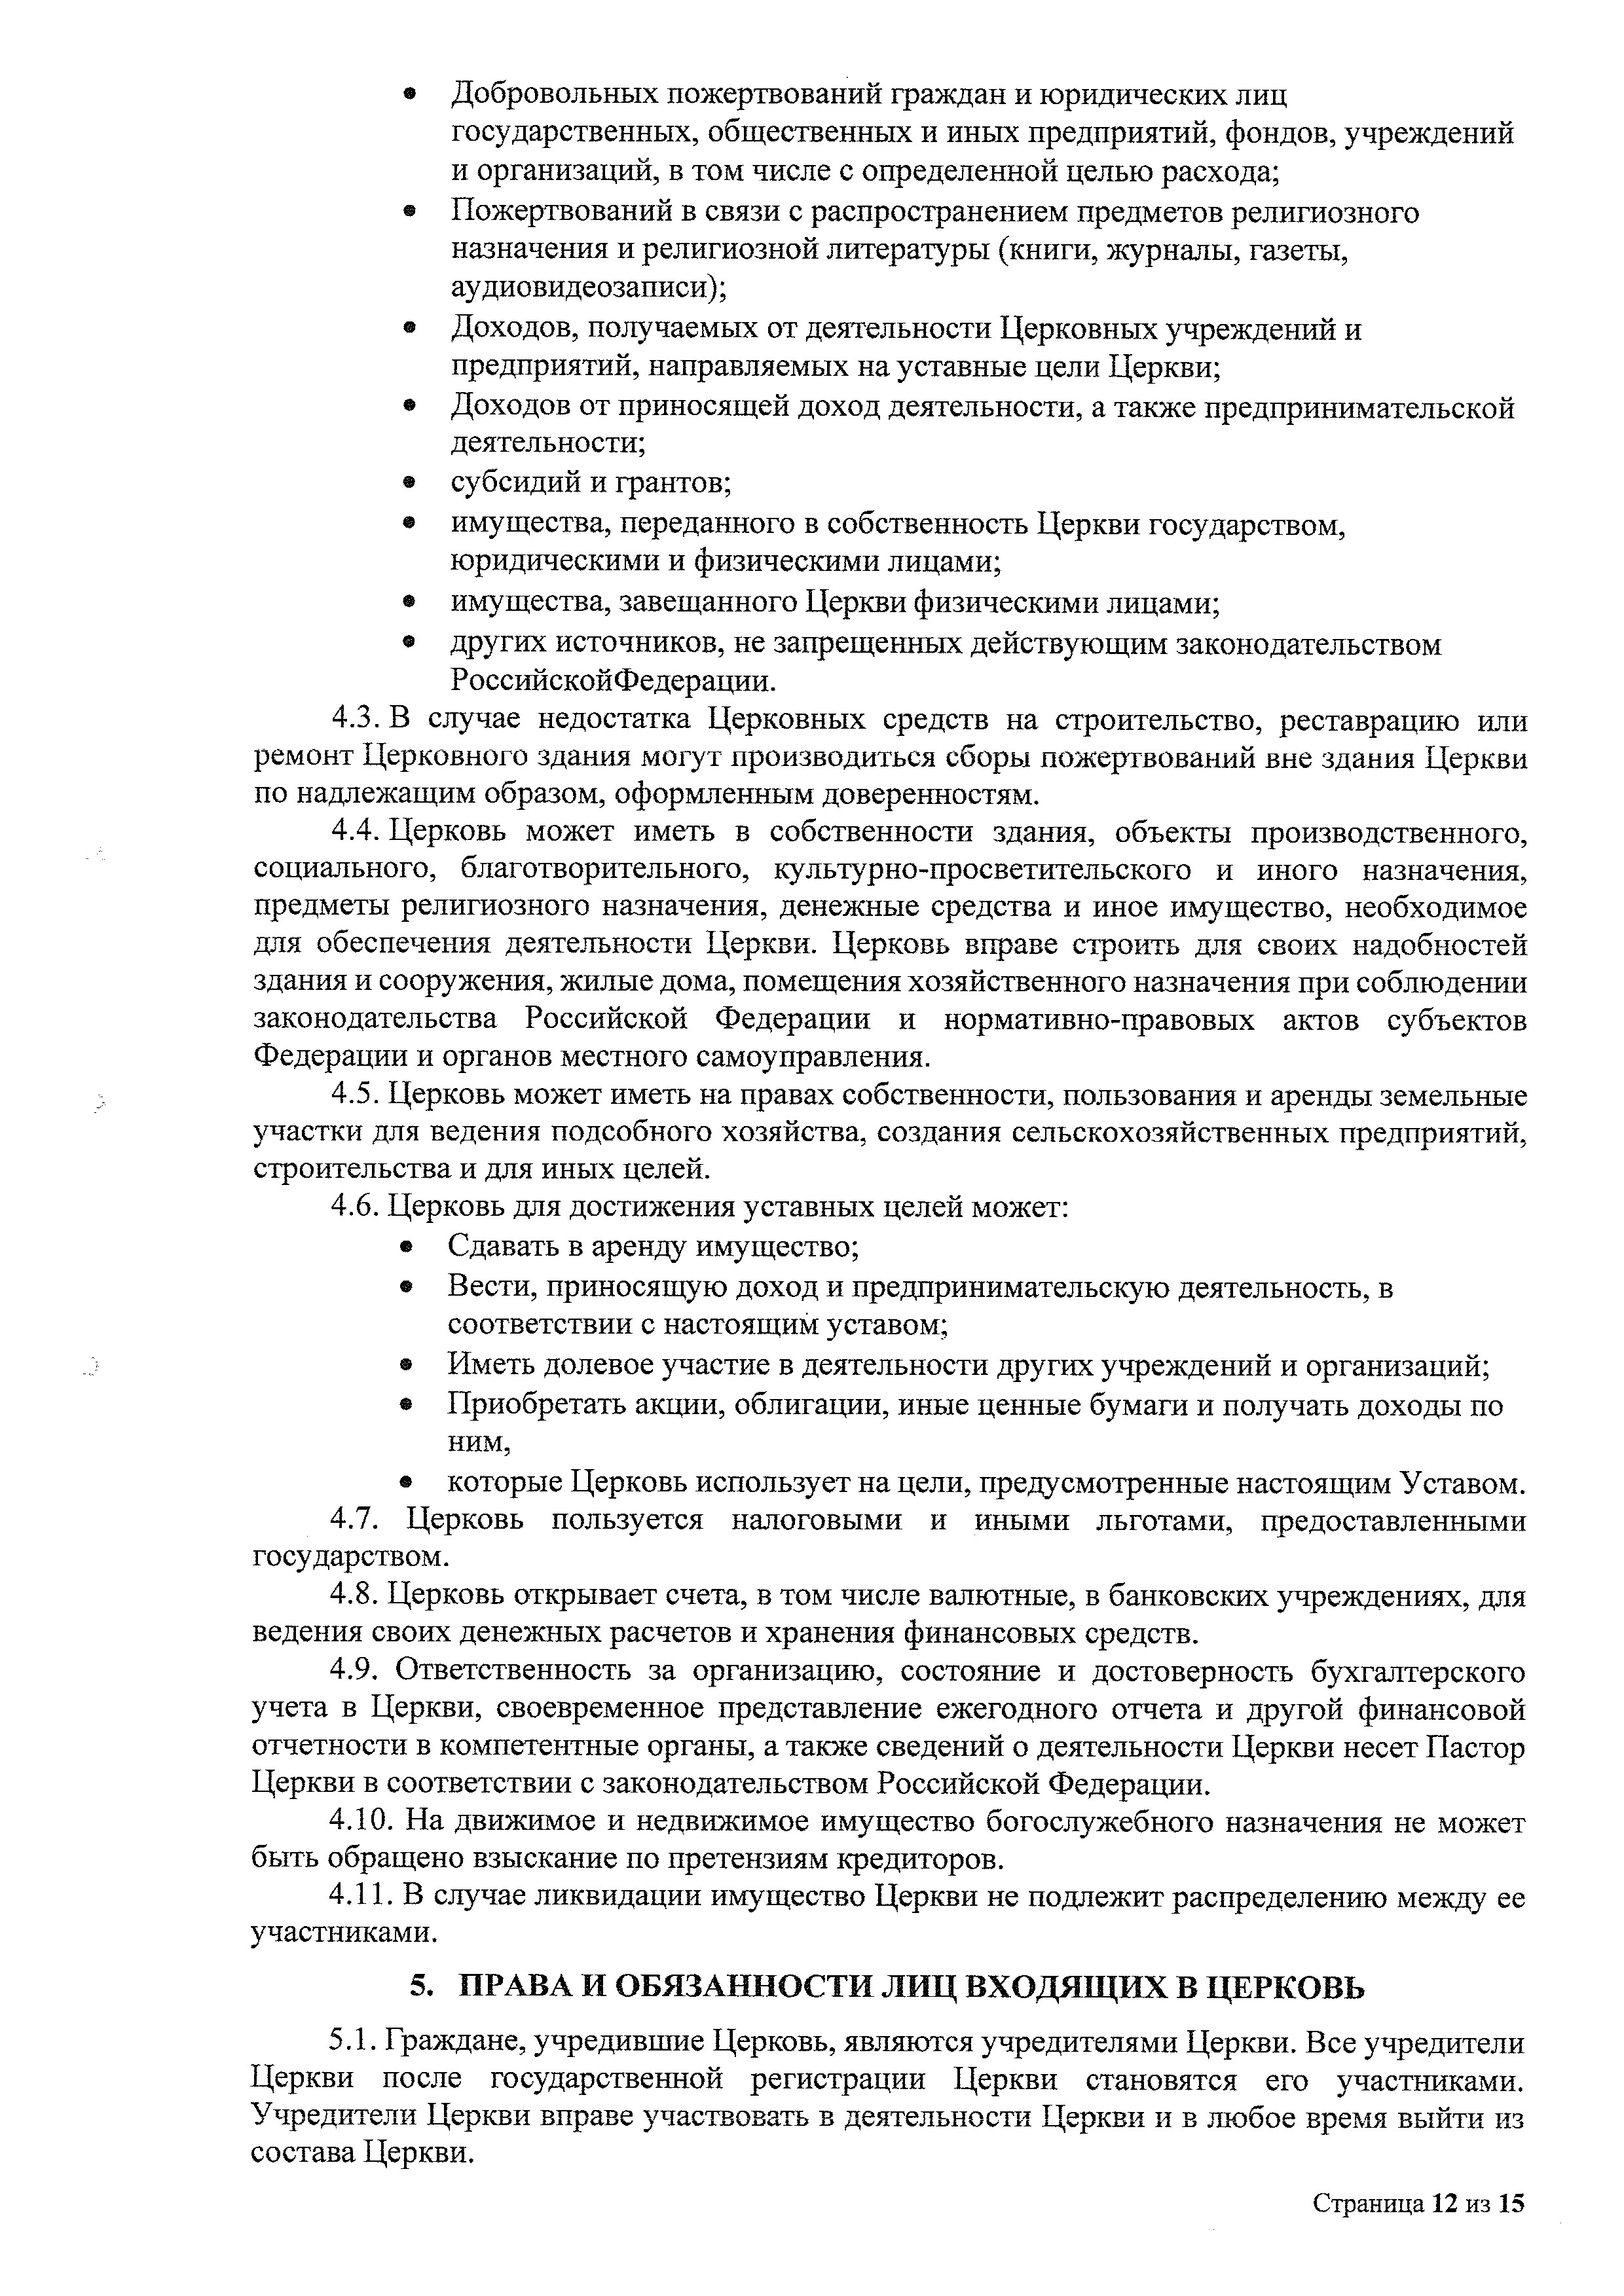 • Добровольных пожертвований граждан и юридических лиц
государственных, общественных и иных предприятий, фондов, учреждений
и организаций, в том числе с определенной целью расхода;
• Пожертвований в связи с распространением предметов религиозного
назначения и религиозной литературы (книги, журналы, газеты,
аудиовидеозаписи);
• Доходов, получаемых от деятельности Церковных учреждений и
предприятий, направляемых на уставные цели Церкви;
• Доходов от приносящей доход деятельности, а также предпринимательской
деятельности;
• субсидий и грантов;
• имущества, переданного в собственность Церкви государством,
юридическими и физическими лицами;
• имущества, завещанного Церкви физическими лицами;
• других источников, не запрещенных действующим законодательством
РоссийскойФедерации.
4.3. В случае недостатка Церковных средств на строительство, реставрацию или
ремонт Церковного здания могут производиться сборы пожертвований вне здания Церкви
по надлежащим образом, оформленным доверенностям.
4.4. Церковь может иметь в собственности здания, объекты производственного,
социального, благотворительного, культурно-просветительского и иного назначения,
предметы религиозного назначения, денежные средства и иное имущество, необходимое
для обеспечения деятельности Церкви. Церковь вправе строить для своих надобностей
здания и сооружения, жилые дома, помещения хозяйственного назначения при соблюдении
законодательства Российской Федерации и нормативно-правовых актов субъектов
Федерации и органов местного самоуправления.
4.5. Церковь может иметь на правах собственности, пользования и аренды земельные
участки для ведения подсобного хозяйства, создания сельскохозяйственных предприятий,
строительства и для иных целей.
4.6. Церковь для достижения уставных целей может:
• Сдавать в аренду имущество;
• Вести, приносящую доход и предпринимательскую деятельность, в
соответствии с настоящим уставом;
• Иметь долевое участие в деятельности других учреждений и организаций;
• Приобретать акции, облигации, иные ценные бумаги и получать доходы по
ним,
• которые Церковь использует на цели, предусмотренные настоящим Уставом.
4.7. Церковь пользуется налоговыми и иными льготами, предоставленными
государством.
4.8. Церковь открывает счета, в том числе валютные, в банковских учреждениях, для
ведения своих денежных расчетов и хранения финансовых средств.
4.9. Ответственность за организацию, состояние и достоверность бухгалтерского
учета в Церкви, своевременное представление ежегодного отчета и другой финансовой
отчетности в компетентные органы, а также сведений о деятельности Церкви несет Пастор
Церкви в соответствии с законодательством Российской Федерации.
4.10. На движимое и недвижимое имущество богослужебного назначения не может
быть обращено взыскание по претензиям кредиторов.
4.11. В случае ликвидации имущество Церкви не подлежит распределению между ее
участниками.
5. ПРАВА И ОБЯЗАННОСТИ ЛИЦ ВХОДЯЩИХ В ЦЕРКОВЬ
5.1. Граждане, учредившие Церковь, являются учредителями Церкви. Все учредители
Церкви после государственной регистрации Церкви становятся его участниками.
Учредители Церкви вправе участвовать в деятельности Церкви и в любое время выйти из
состава Церкви.
Страница 12 из 15